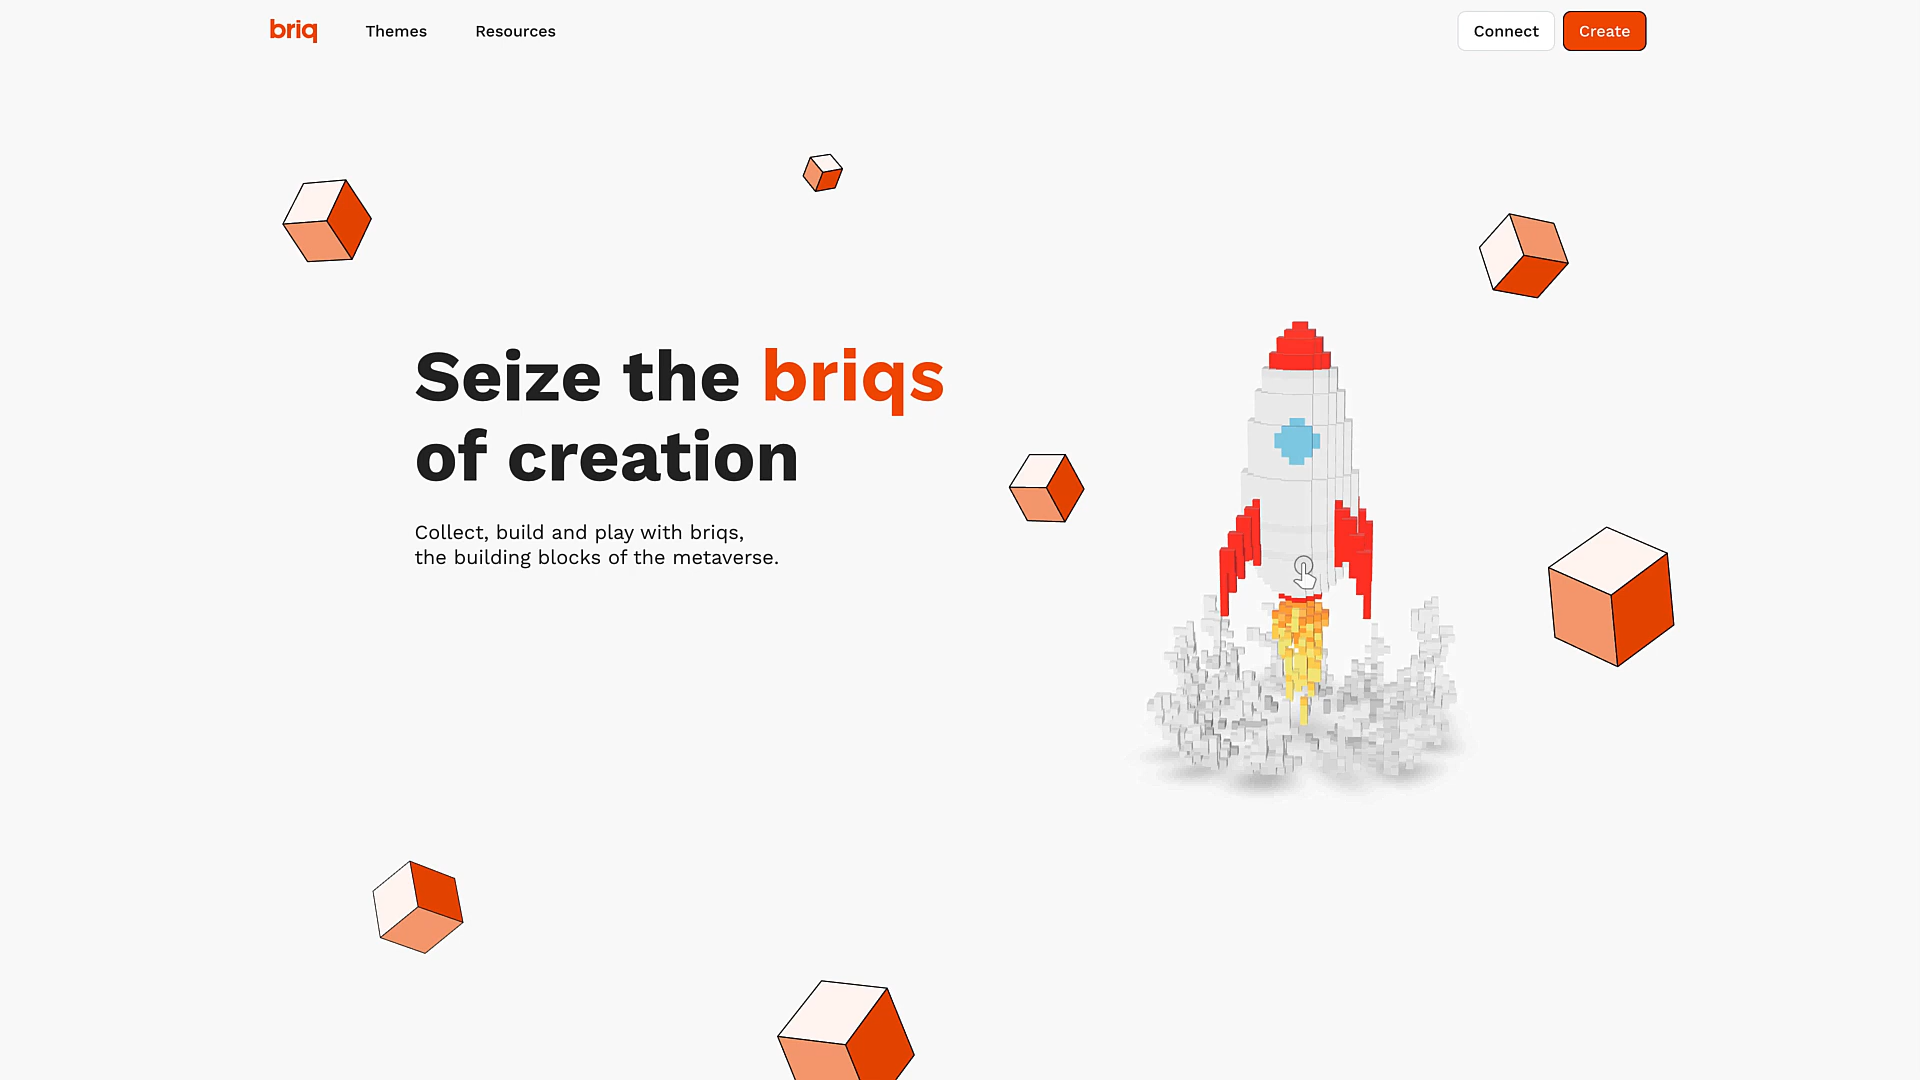 briq
Themes
Resources
Connect
Create
Seize the briqs
of creation
Collect, build and play with briqs,
the building blocks of the metaverse.